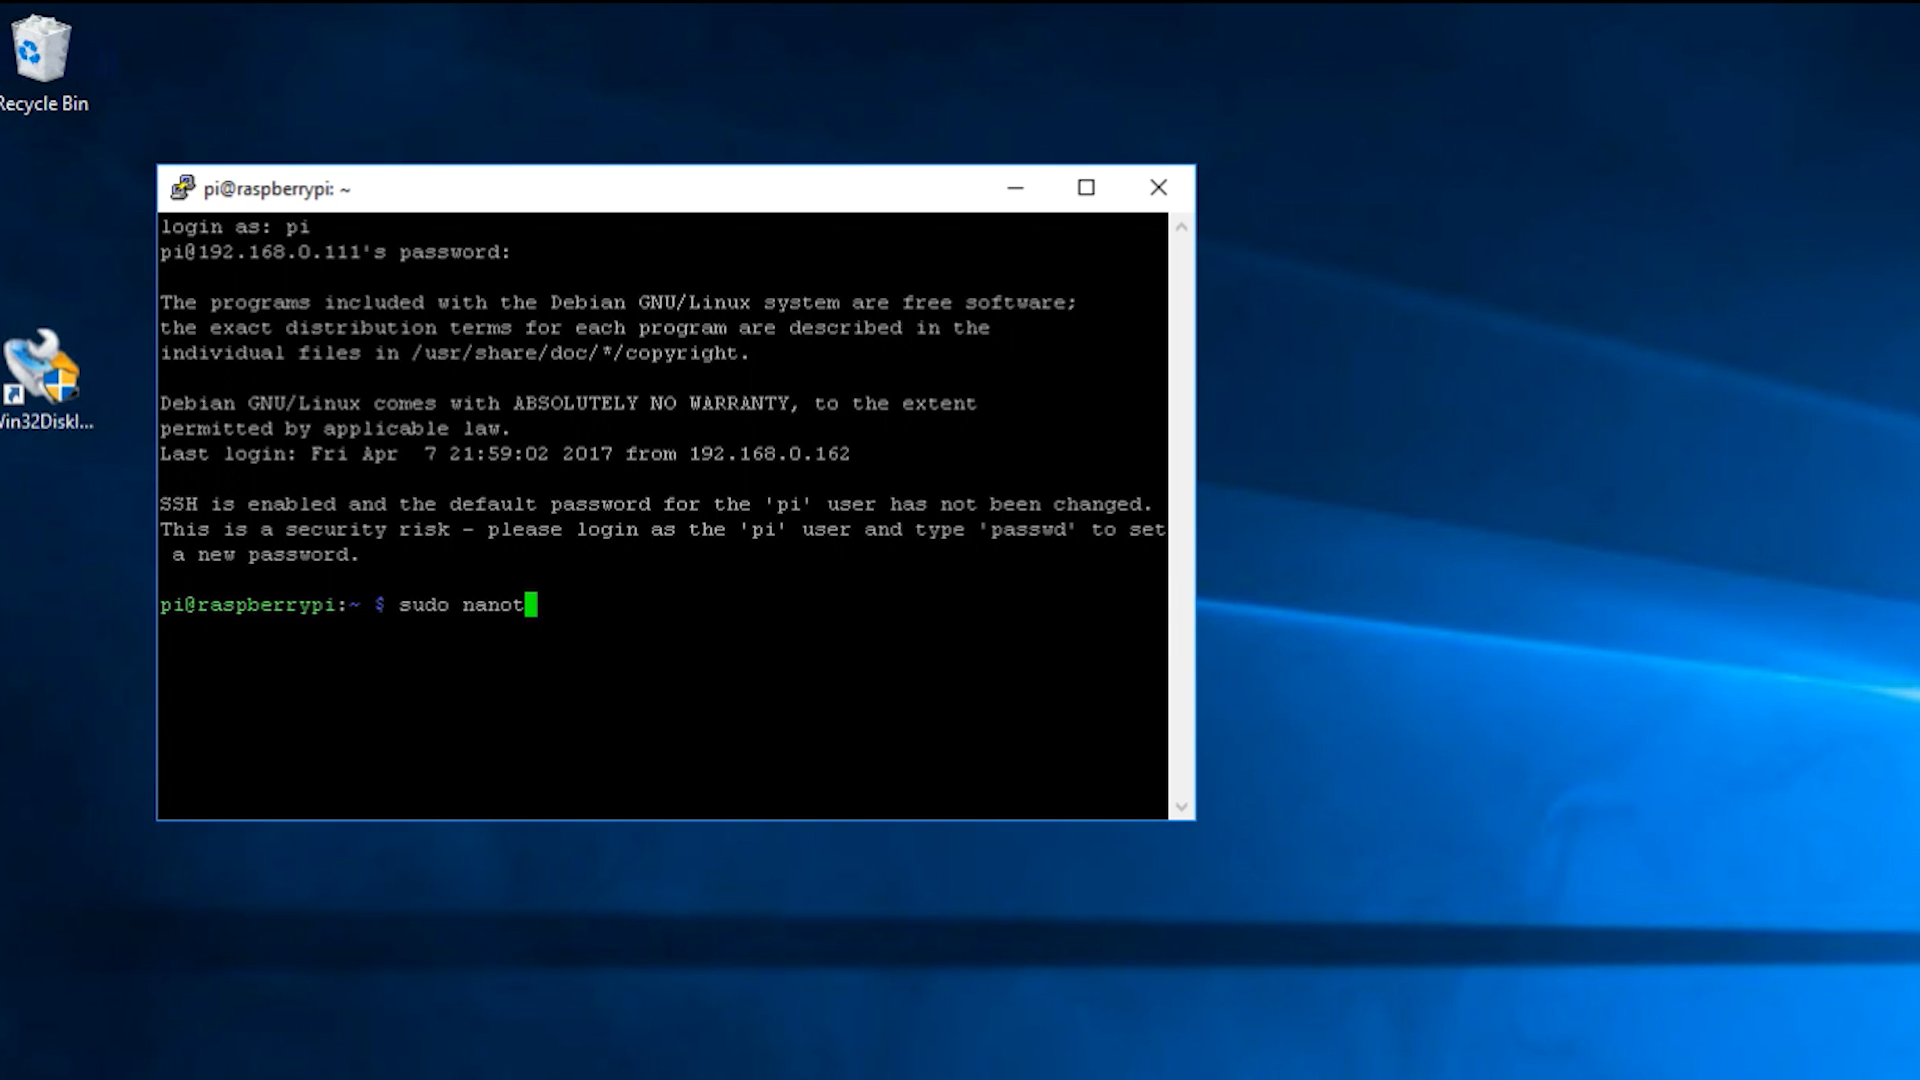 Recycle Bin
pi@raspberrypi: ~
login as: pi
pi@192.168.0.111's password:
The programs included with the Debian GNU/Linux system are free software;
the exact distribution terms for each program are described in the
individual files in /usr/share/doc/*/copyright.
Win32DiskI...
Debian GNU/Linux comes with ABSOLUTELY NO WARRANTY, to the extent
permitted by applicable law.
Last login: Fri Apr  7 21:59:02 2017 from 192.168.0.162
SSH is enabled and the default password for the 'pi' user has not been changed.
This is a security risk - please login as the 'pi' user and type 'passwd' to set
a new password.
pi@raspberrypi:~ $ sudo nanot